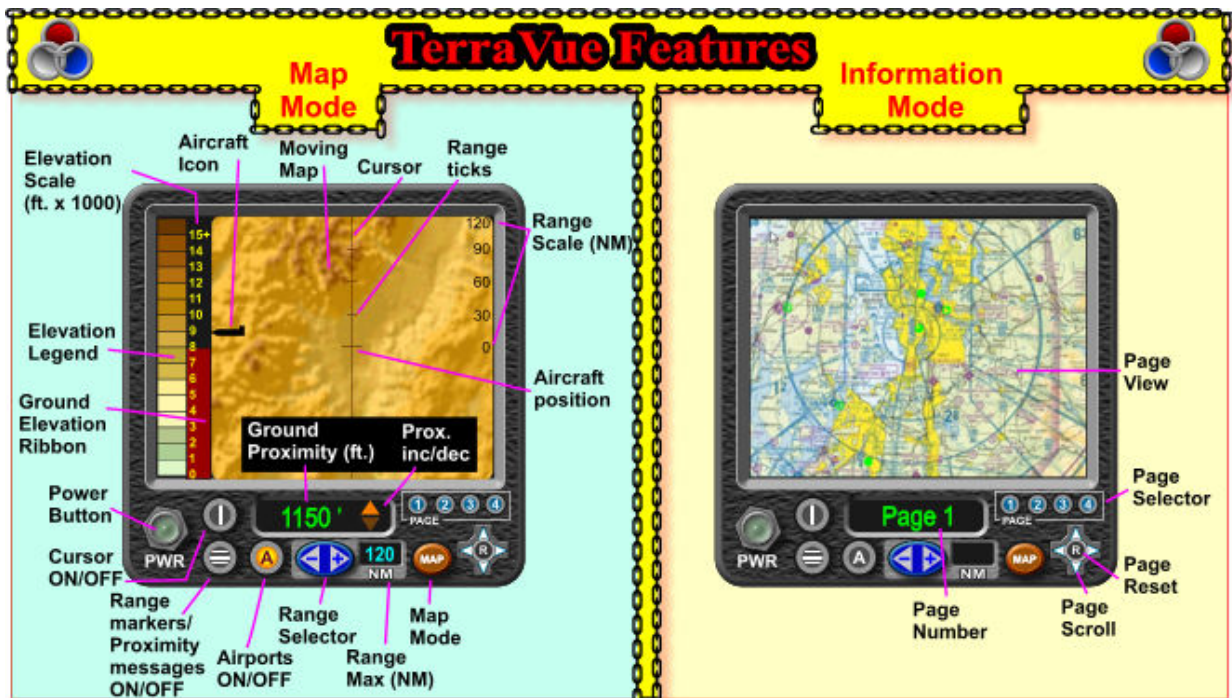 TerraVue Features
Map
Mode
Information
Mode
Elevation
Scale
(ft. x 1000)
Aircraft
Icon
Moving
Map
Cursor
Range
ticks
Range
Scale (NM)
15+
14
13
12
11
10
9
8
7
6
5
4
3
2
1
0
120
90
60
30
0
Elevation
Legend
Ground
Elevation
Ribbon
Aircraft
position
Ground
Proximity (ft.)
Prox.
inc/dec
Power
Button
PWR
Cursor
ON/OFF
1150 '
1 2 3 4
PAGE
A
< +
120
NM
MAP
R
Range
markers/
Proximity
messages
ON/OFF
Airports
ON/OFF
Range
Selector
Range
Max (NM)
Map
Mode
12
28
Page
View
Page
Selector
PWR
Page 1
1 2 3 4
PAGE
A
< +
NM
MAP
R
Page
Reset
Page
Number
Page
Scroll